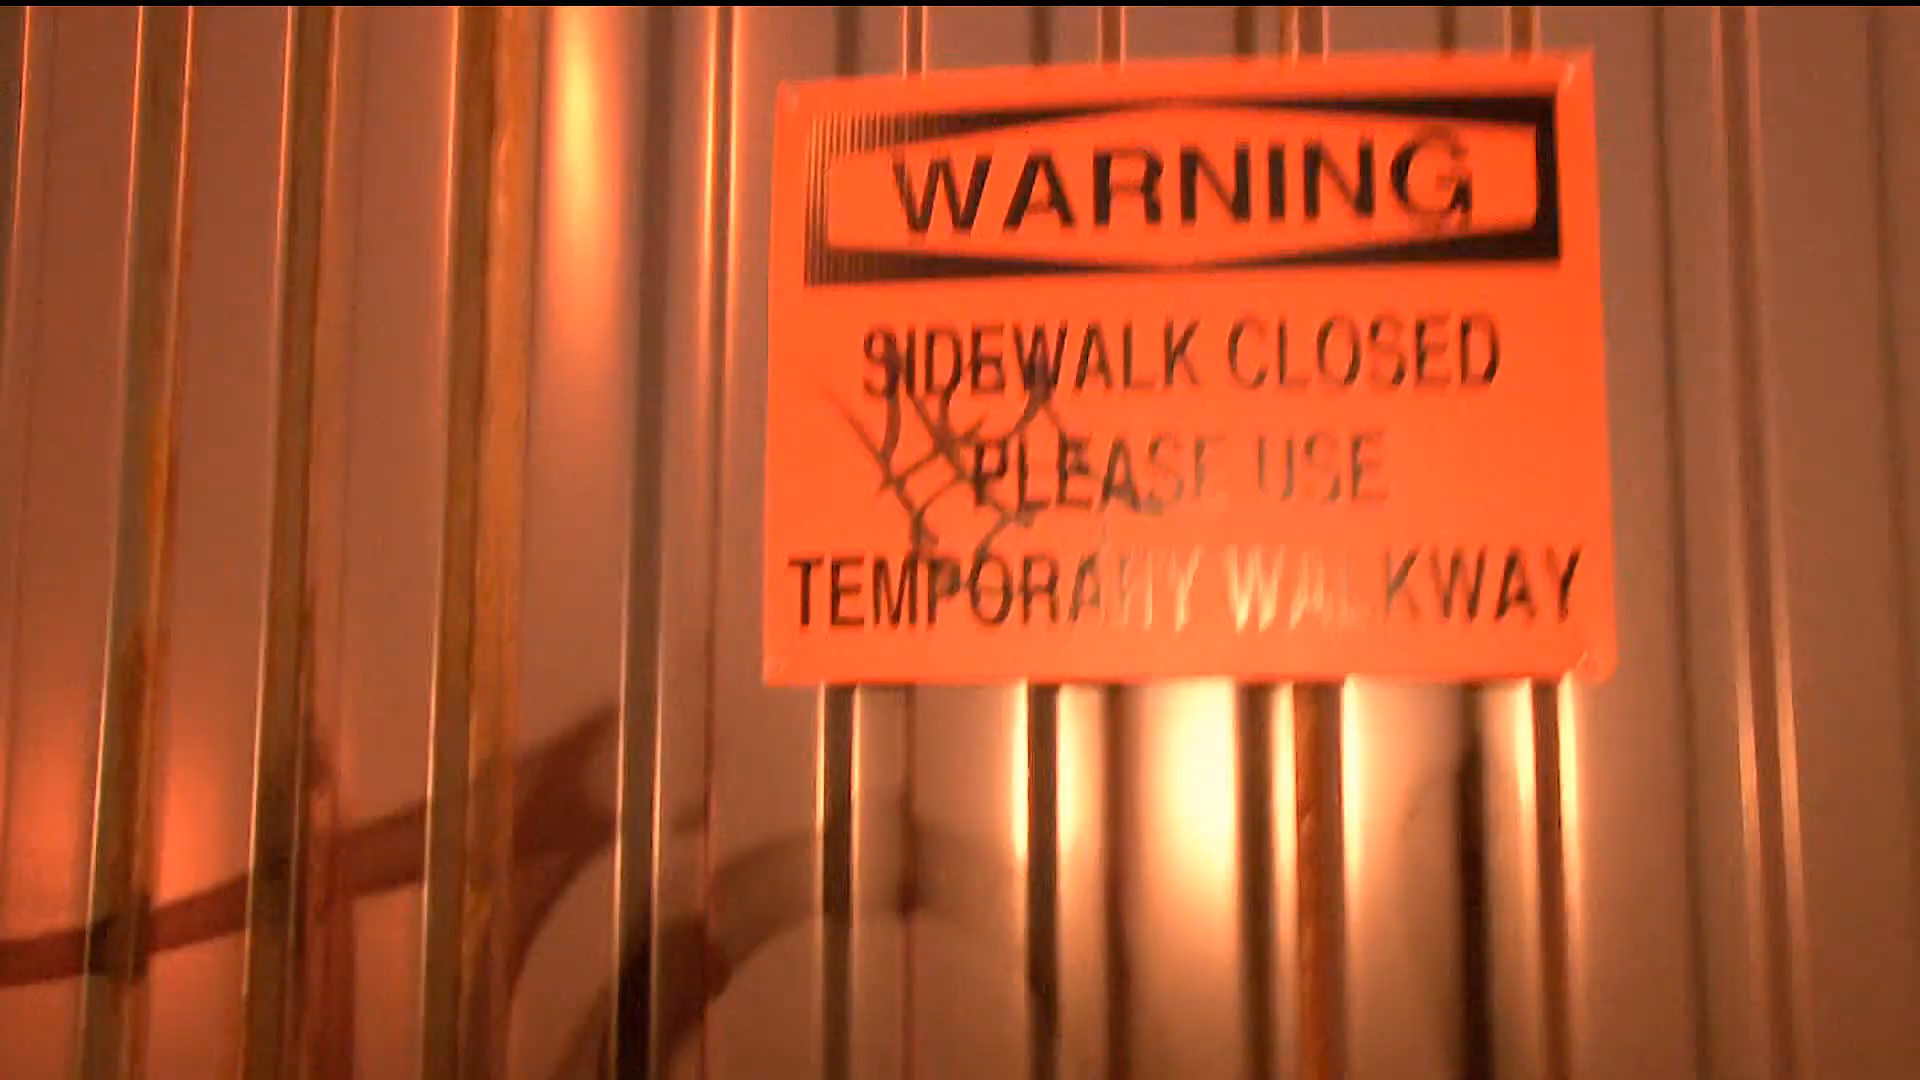 WARNING
SIDEWALK CLOSED
PLEASE USE
TEMPORARY WALKWAY